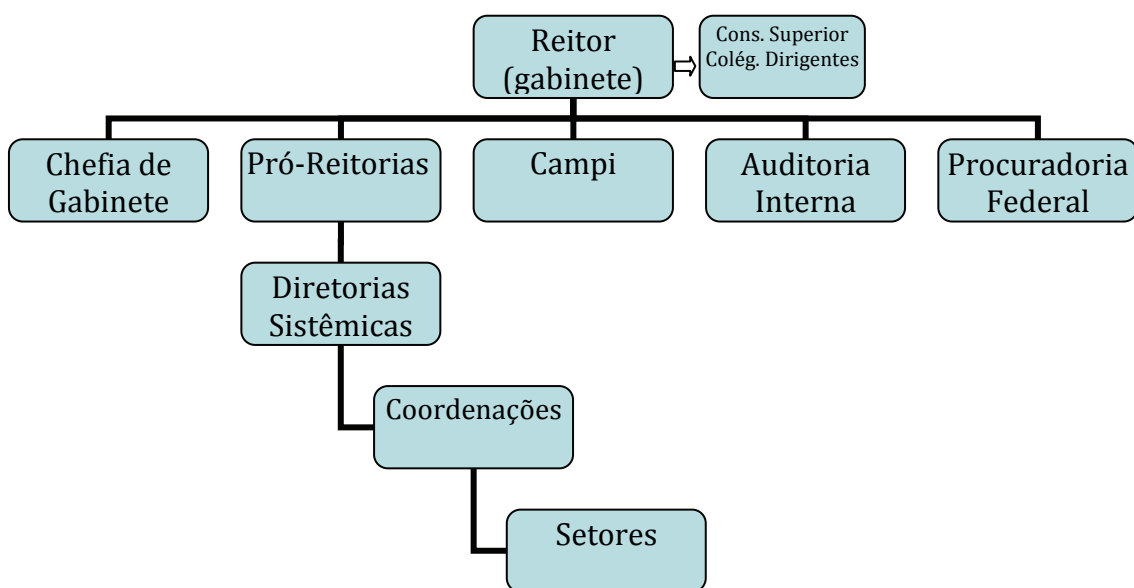 Reitor
(gabinete)
Cons. Superior
Colég. Dirigentes
Chefia de
Gabinete
Pró-Reitorias
Campi
Auditoria
Interna
Procuradoria
Federal
Diretorias
Sistêmicas
Coordenações
Setores